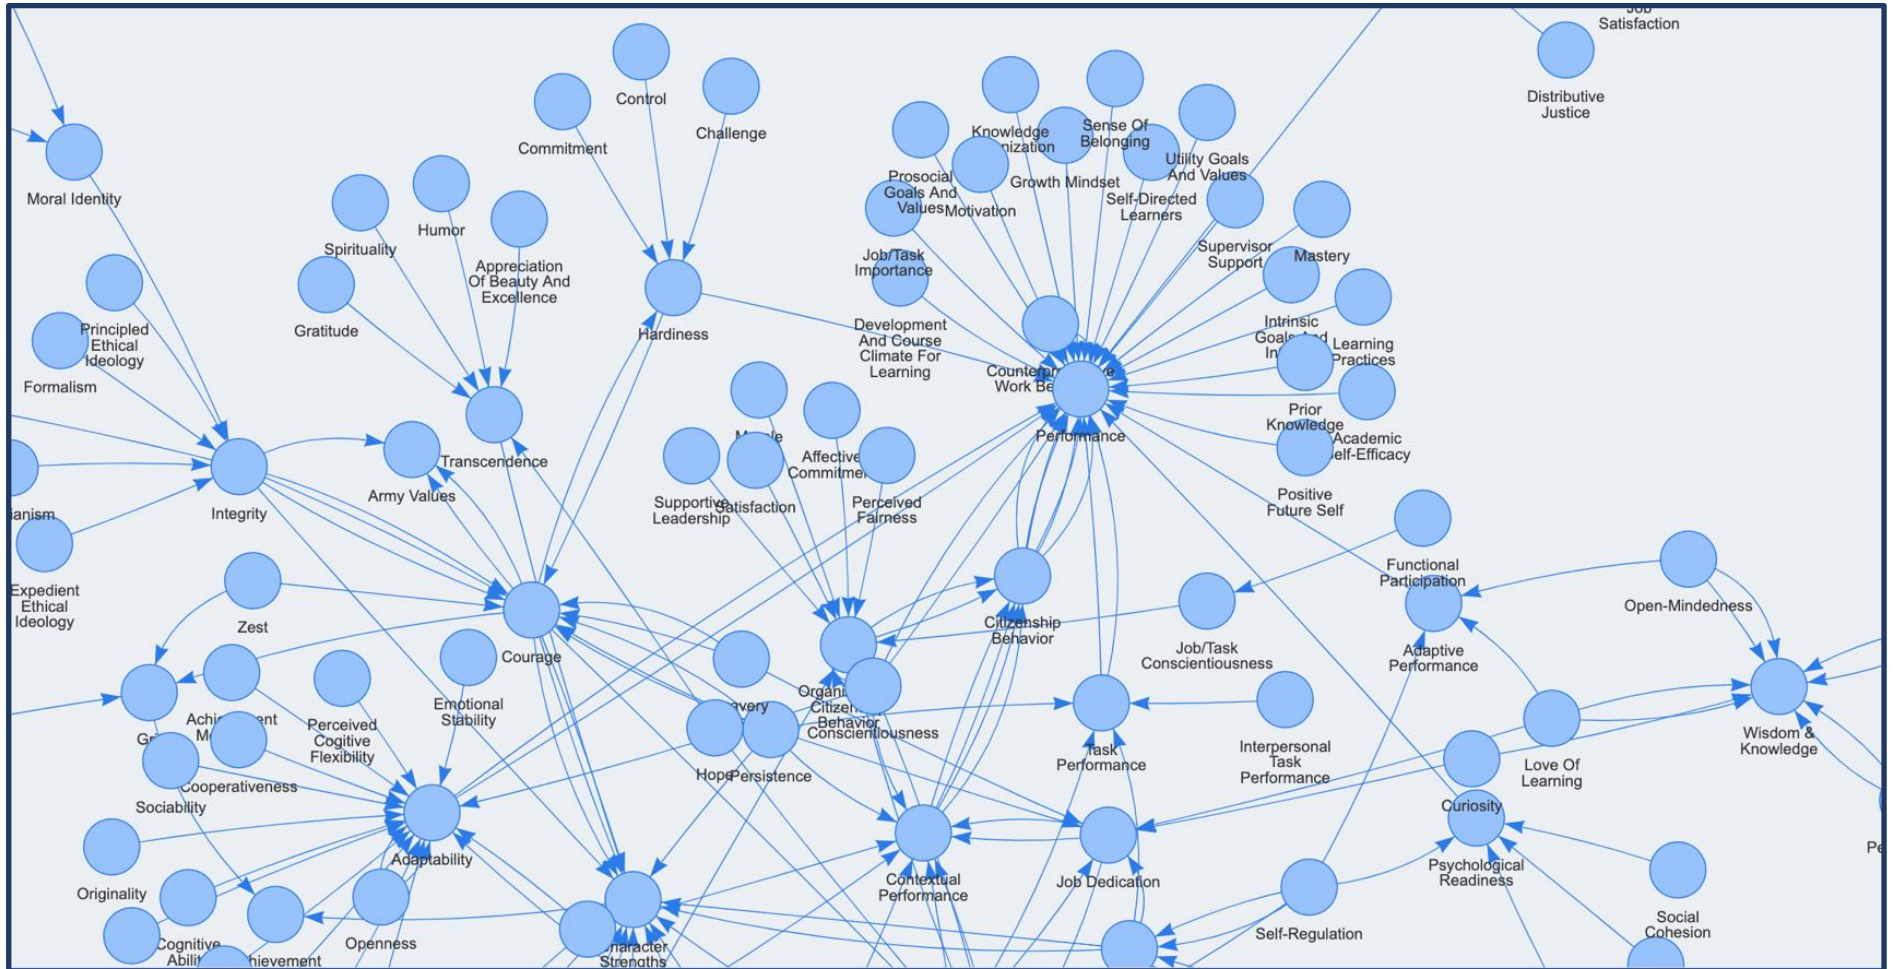 Job
Satisfaction
Distributive
Justice
Control
Commitment
Challenge
Moral Identity
Spirituality
Humor
Appreciation
Of Beauty And
Excellence
Gratitude
Principled
Ethical
Ideology
Formalism
Hardiness
Knowledge
Sense Of
Belonging
Utility Goals
And Values
Prosocial
Goals And
Values
Motivation
Growth Mindset
Self-Directed
Learners
Supervisor
Support
Mastery
Job/Task
Importance
Development
And Course
Climate For
Learning
Intrinsic
Learning
Practices
Work
Performance
Prior
Knowledge
Academic
Positive
Future Self
Transcendence
Army Values
Integrity
Affective
Supportive
Leadership
Satisfaction
Perceived
Fairness
Expedient
Ethical
Ideology
Zest
Courage
Citizenship
Behavior
Functional
Participation
Open-Mindedness
Job/Task
Conscientiousness
Adaptive
Performance
Emotional
Stability
Perceived
Cogitive
Flexibility
Behavior
Conscientiousness
Wisdom &
Knowledge
Task
Performance
Interpersonal
Task
Performance
Love Of
Learning
Hope
Persistence
Cooperativeness
Sociability
Curiosity
Adaptability
Psychological
Readiness
Originality
Contextual
Performance
Job Dedication
Openness
Self-Regulation
Social
Cohesion
Cognitive
Strengths